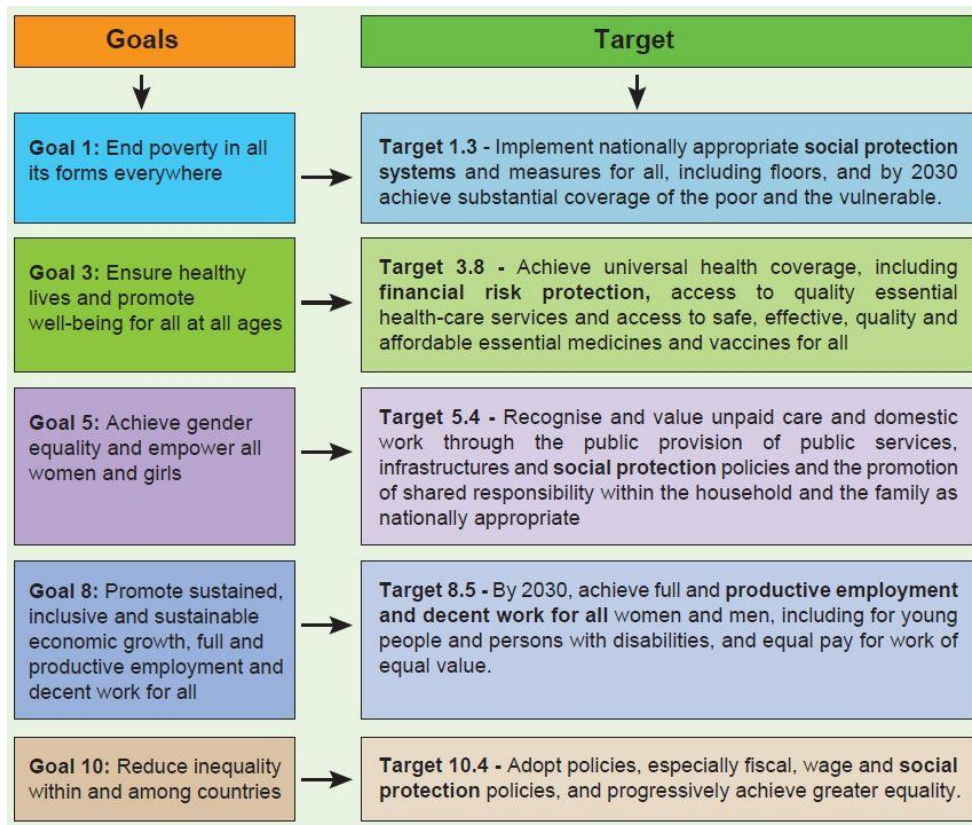 Goals
Target
Goal 1: End poverty in all
its forms everywhere
Target 1.3 - Implement nationally appropriate social protection
systems and measures for all, including floors, and by 2030
achieve substantial coverage of the poor and the vulnerable.
Goal 3: Ensure healthy
lives and promote
well-being for all at all ages
Target 3.8 - Achieve universal health coverage, including
financial risk protection, access to quality essential
health-care services and access to safe, effective, quality and
affordable essential medicines and vaccines for all
Goal 5: Achieve gender
equality and empower all
women and girls
Target 5.4 - Recognise and value unpaid care and domestic
work through the public provision of public services,
infrastructures and social protection policies and the promotion
of shared responsibility within the household and the family as
nationally appropriate
Goal 8: Promote sustained,
inclusive and sustainable
economic growth, full and
productive employment and
decent work for all
Target 8.5 - By 2030, achieve full and productive employment
and decent work for all women and men, including for young
people and persons with disabilities, and equal pay for work of
equal value.
Goal 10: Reduce inequality
within and among countries
Target 10.4 - Adopt policies, especially fiscal, wage and social
protection policies, and progressively achieve greater equality.